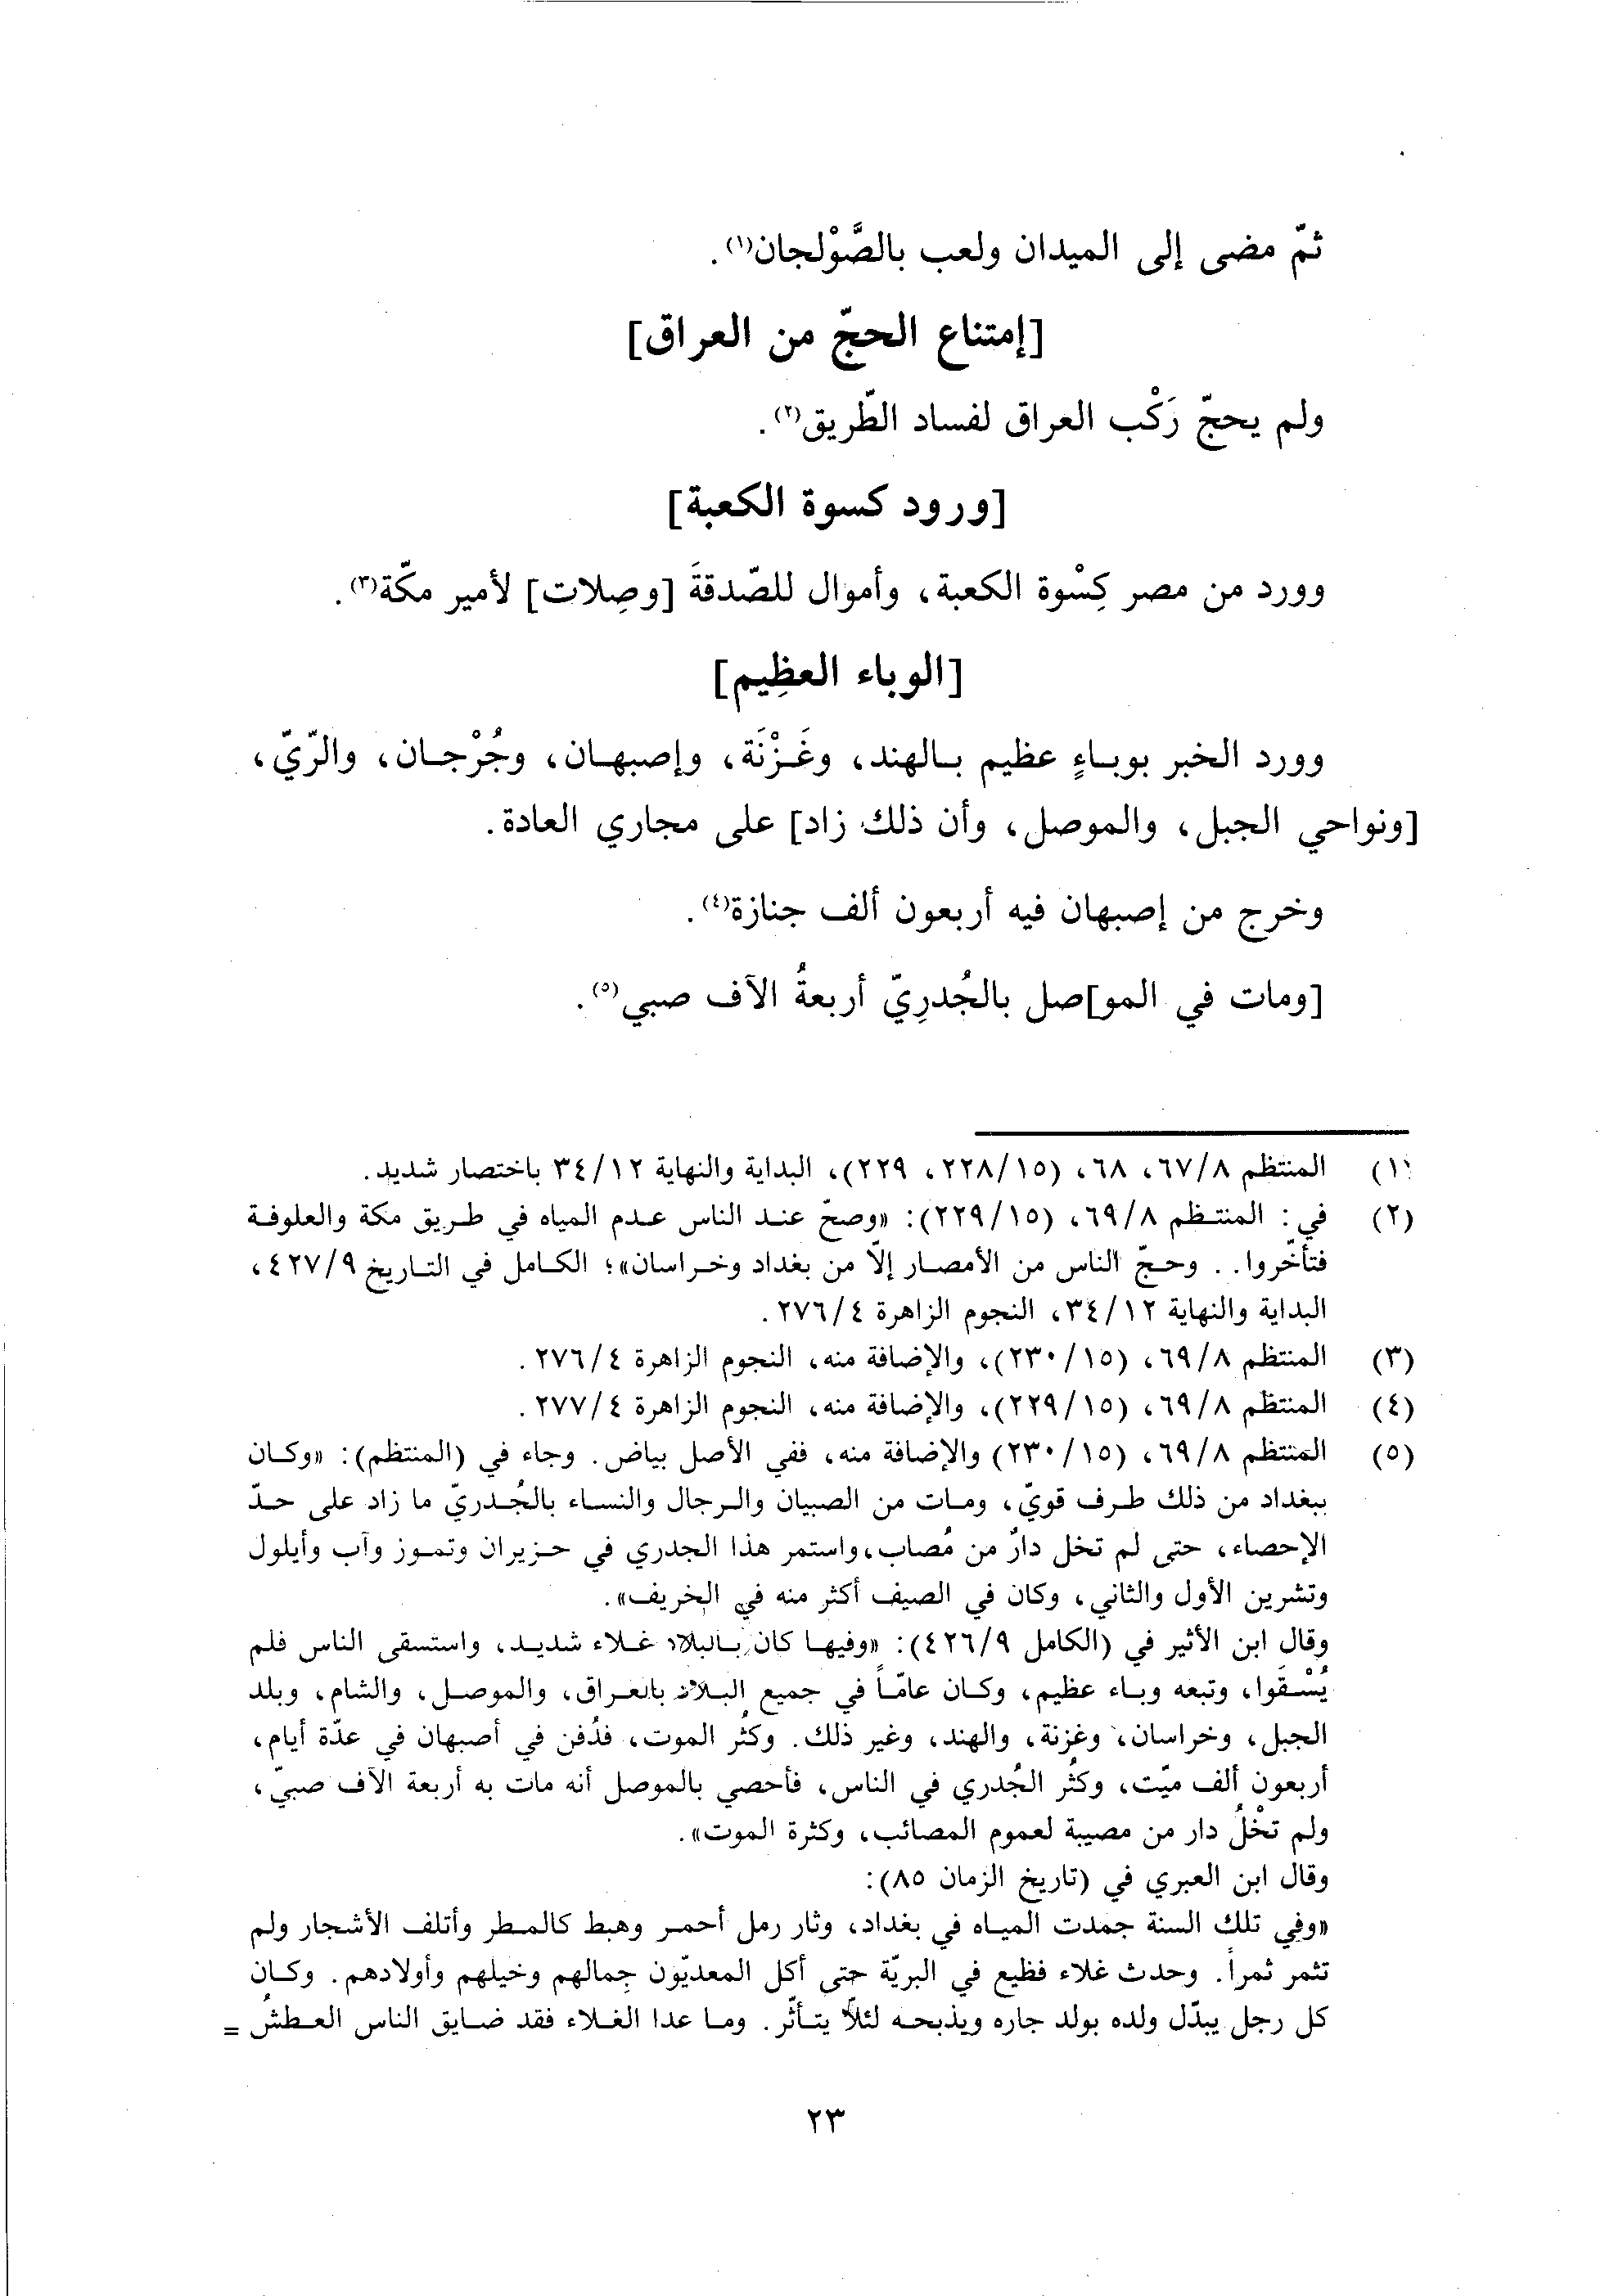 ثمّ مضى إلى الميدان ولعب بالصَّوْلجان(١).
[إمتناع الحجّ من العراق]
ولم يحجّ رَكْب العراق لفساد الطّريق(٢).
[ورود كسوة الكعبة]
وورد من مصر كِسْوة الكعبة، وأموال للصّدقةَ [وصِلات] لأمير مكّة(٣).
[الوباء العظِيم]
وورد الخبر بوباءٍ عظيم بالهند، وغَزْنَة، وإصبهان، وجُرْجان، والرّيّ،
[ونواحي الجبل، والموصل، وأن ذلك زاد] على مجاري العادة.
وخرج من إصبهان فيه أربعون ألف جنازة(٤).
[ومات في المو]صل بالجُدرِيّ أربعةُ الآف صبي(٥).
(١) المنتظم ٦٧/٨، ٦٨، (٢٢٨/١٥، ٢٢٩)، البداية والنهاية ٣٤/١٢ باختصار شديد.
(٢) في: المنتظم ٦٩/٨، (٢٢٩/١٥): «وصحّ عند الناس عدم المياه في طريق مكة والعلوفة
فتأخّروا.. وحجّ الناس من الأمصار إلّا من بغداد وخراسان»؛ الكامل في التاريخ ٤٢٧/٩،
البداية والنهاية ٣٤/١٢، النجوم الزاهرة ٢٧٦/٤.
(٣) المنتظم ٦٩/٨، (٢٣٠/١٥)، والإضافة منه، النجوم الزاهرة ٢٧٦/٤.
(٤) المنتظم ٦٩/٨، (٢٢٩/١٥)، والإضافة منه، النجوم الزاهرة ٢٧٧/٤.
(٥) المنتظم ٦٩/٨، (٢٣٠/١٥) والإضافة منه، ففي الأصل بياض. وجاء في (المنتظم): «وكان
ببغداد من ذلك طرف قويّ، ومات من الصبيان والرجال والنساء بالجُدريّ ما زاد على حدّ
الإحصاء، حتى لم تخل دارٌ من مُصاب، واستمر هذا الجدري في حزيران وتموز وآب وأيلول
وتشرين الأول والثاني، وكان في الصيف أكثر منه في الخريف».
وقال ابن الأثير في (الكامل ٤٢٦/٩): «وفيها كان بالبلاد غلاء شديد، واستسقى الناس فلم
يُسْقَوا، وتبعه وباء عظيم، وكان عامّاً في جميع البلاد بالعراق، والموصل، والشام، وبلد
الجبل، وخراسان، وغزنة، والهند، وغير ذلك. وكثُر الموت، فدُفن في أصبهان في عدّة أيام،
أربعون ألف ميّت، وكثُر الجُدري في الناس، فأحصي بالموصل أنه مات به أربعة الآف صبيّ،
ولم تخْلُ دار من مصيبة لعموم المصائب، وكثرة الموت».
وقال ابن العبري في (تاريخ الزمان ٨٥):
«وفي تلك السنة جمدت المياه في بغداد، وثار رمل أحمر وهبط كالمطر وأتلف الأشجار ولم
تثمر ثمراً. وحدث غلاء فظيع في البريّة حتى أكل المعديّون جِمالهم وخيلهم وأولادهم. وكان
كل رجل يبدّل ولده بولد جاره ويذبحه لئلّا يتأثّر. وما عدا الغلاء فقد ضايق الناس العطشُ =
٢٣